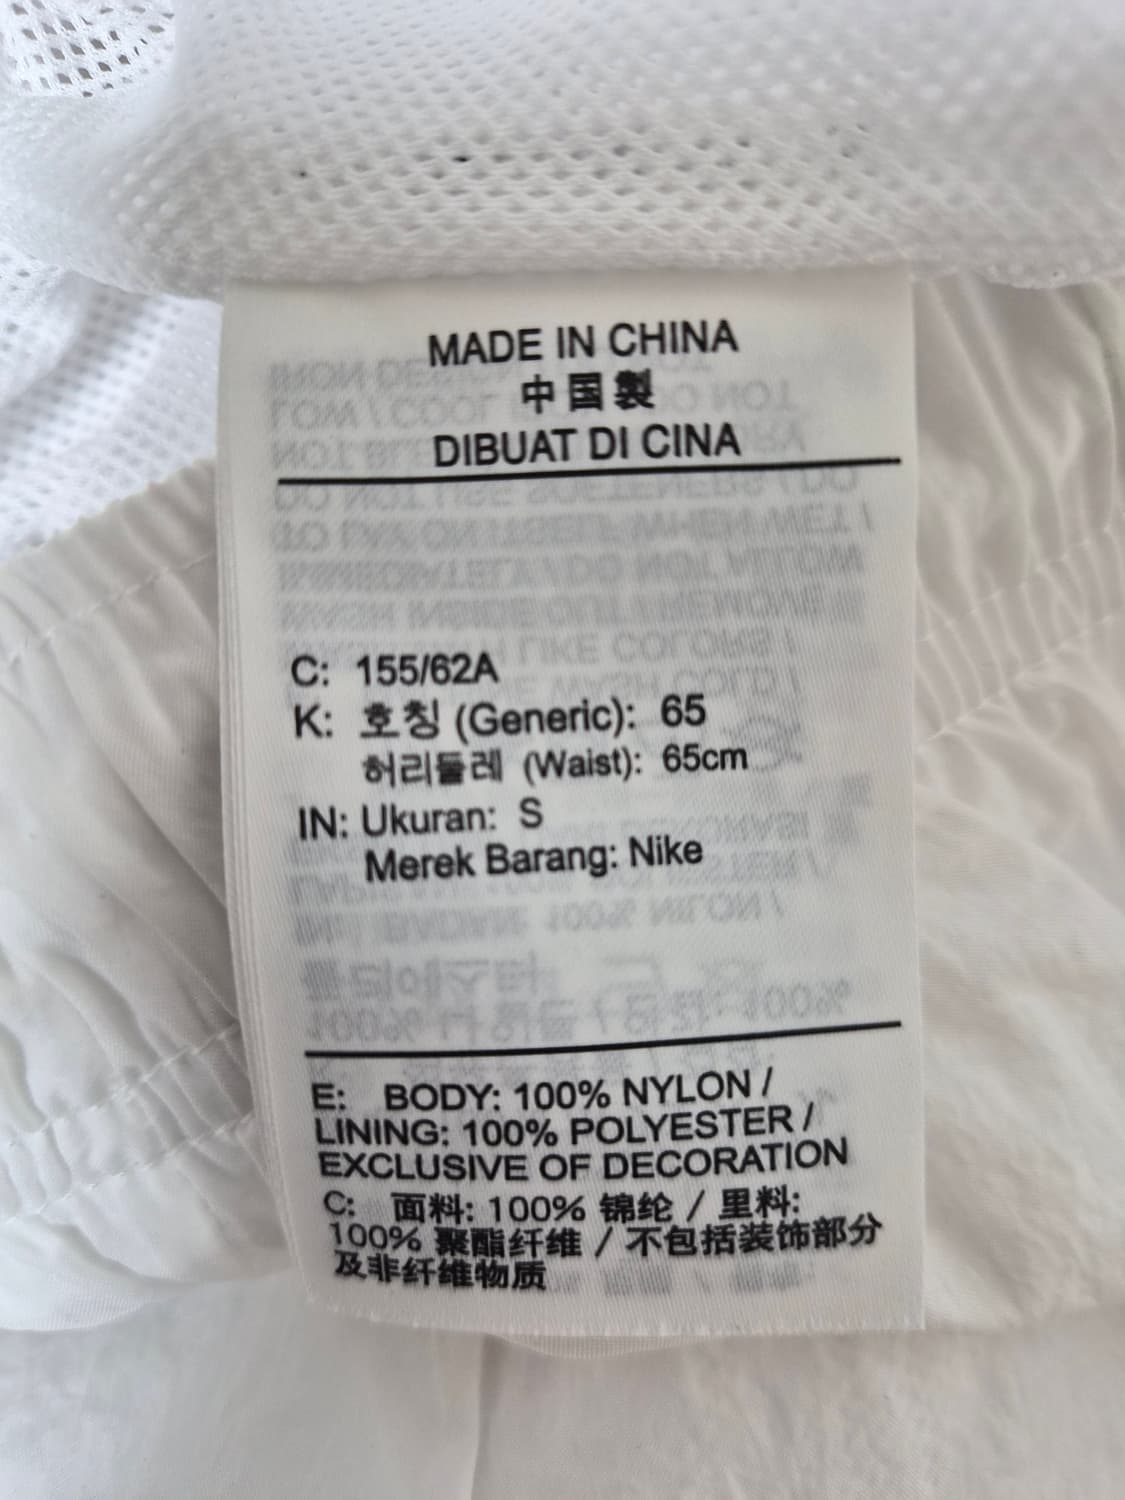 MADE IN CHINA
中国製
DIBUAT DI CINA
C: 155/62A
K: 호칭 (Generic): 65
허리둘레 (Waist): 65cm
IN: Ukuran: S
Merek Barang: Nike
E: BODY: 100% NYLON /
LINING: 100% POLYESTER /
EXCLUSIVE OF DECORATION
C: 面料: 100% 锦纶 / 里料:
100% 聚酯纤维 / 不包括装饰部分
及非纤维物质